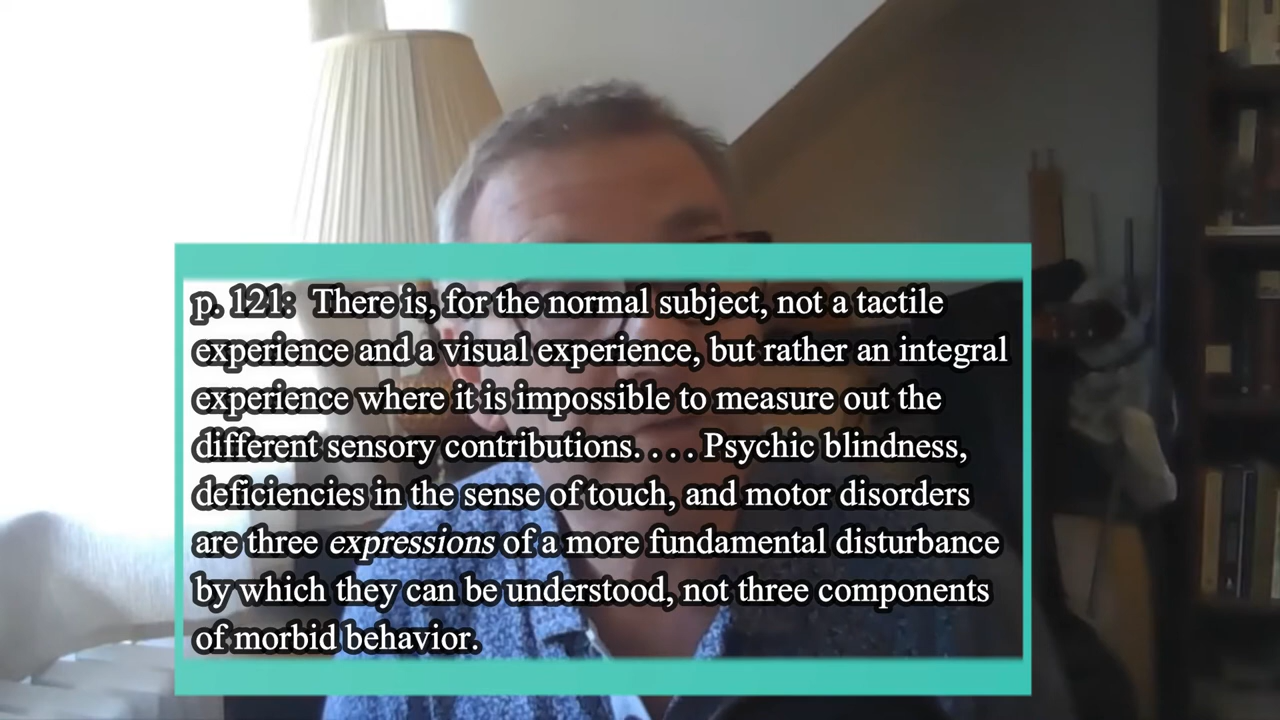 p. 121:  There is, for the normal subject, not a tactile
experience and a visual experience, but rather an integral
experience where it is impossible to measure out the
different sensory contributions. . . . Psychic blindness,
deficiencies in the sense of touch, and motor disorders
are three expressions of a more fundamental disturbance
by which they can be understood, not three components
of morbid behavior.